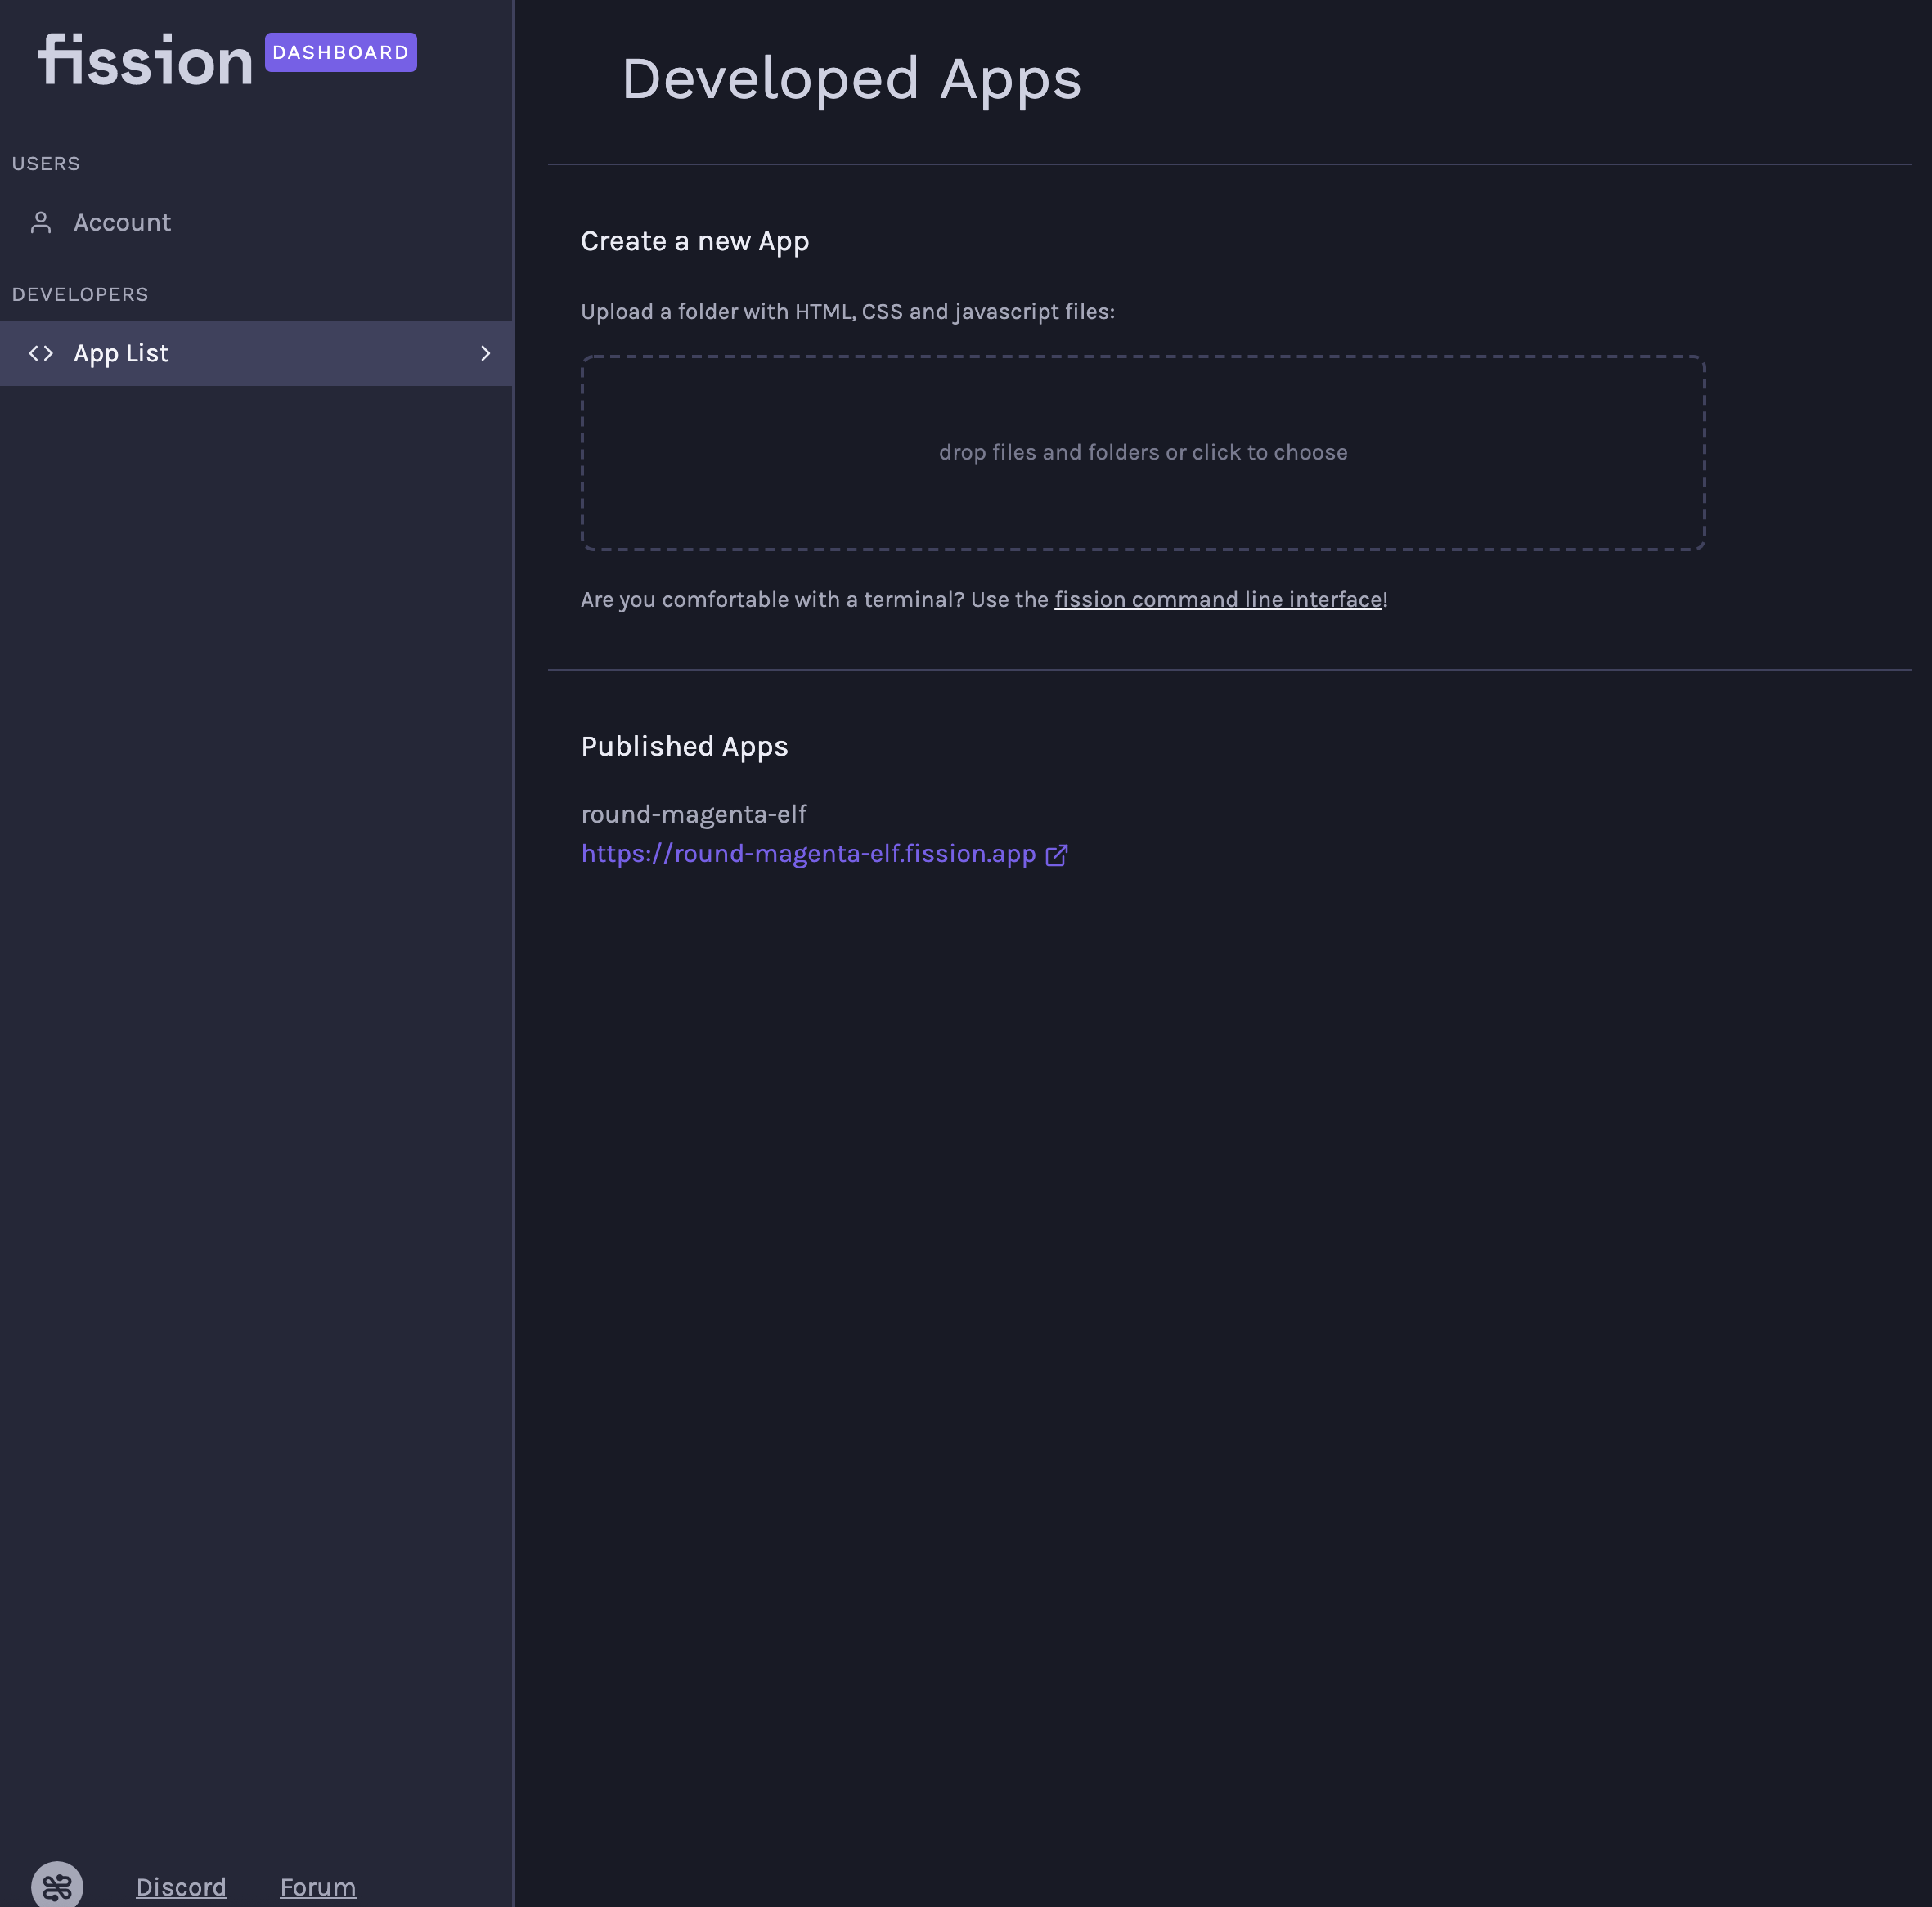 fission DASHBOARD
USERS
Account
DEVELOPERS
App List
Discord Forum
Developed Apps
Create a new App
Upload a folder with HTML, CSS and javascript files:
drop files and folders or click to choose
Are you comfortable with a terminal? Use the fission command line interface!
Published Apps
round-magenta-elf
https://round-magenta-elf.fission.app